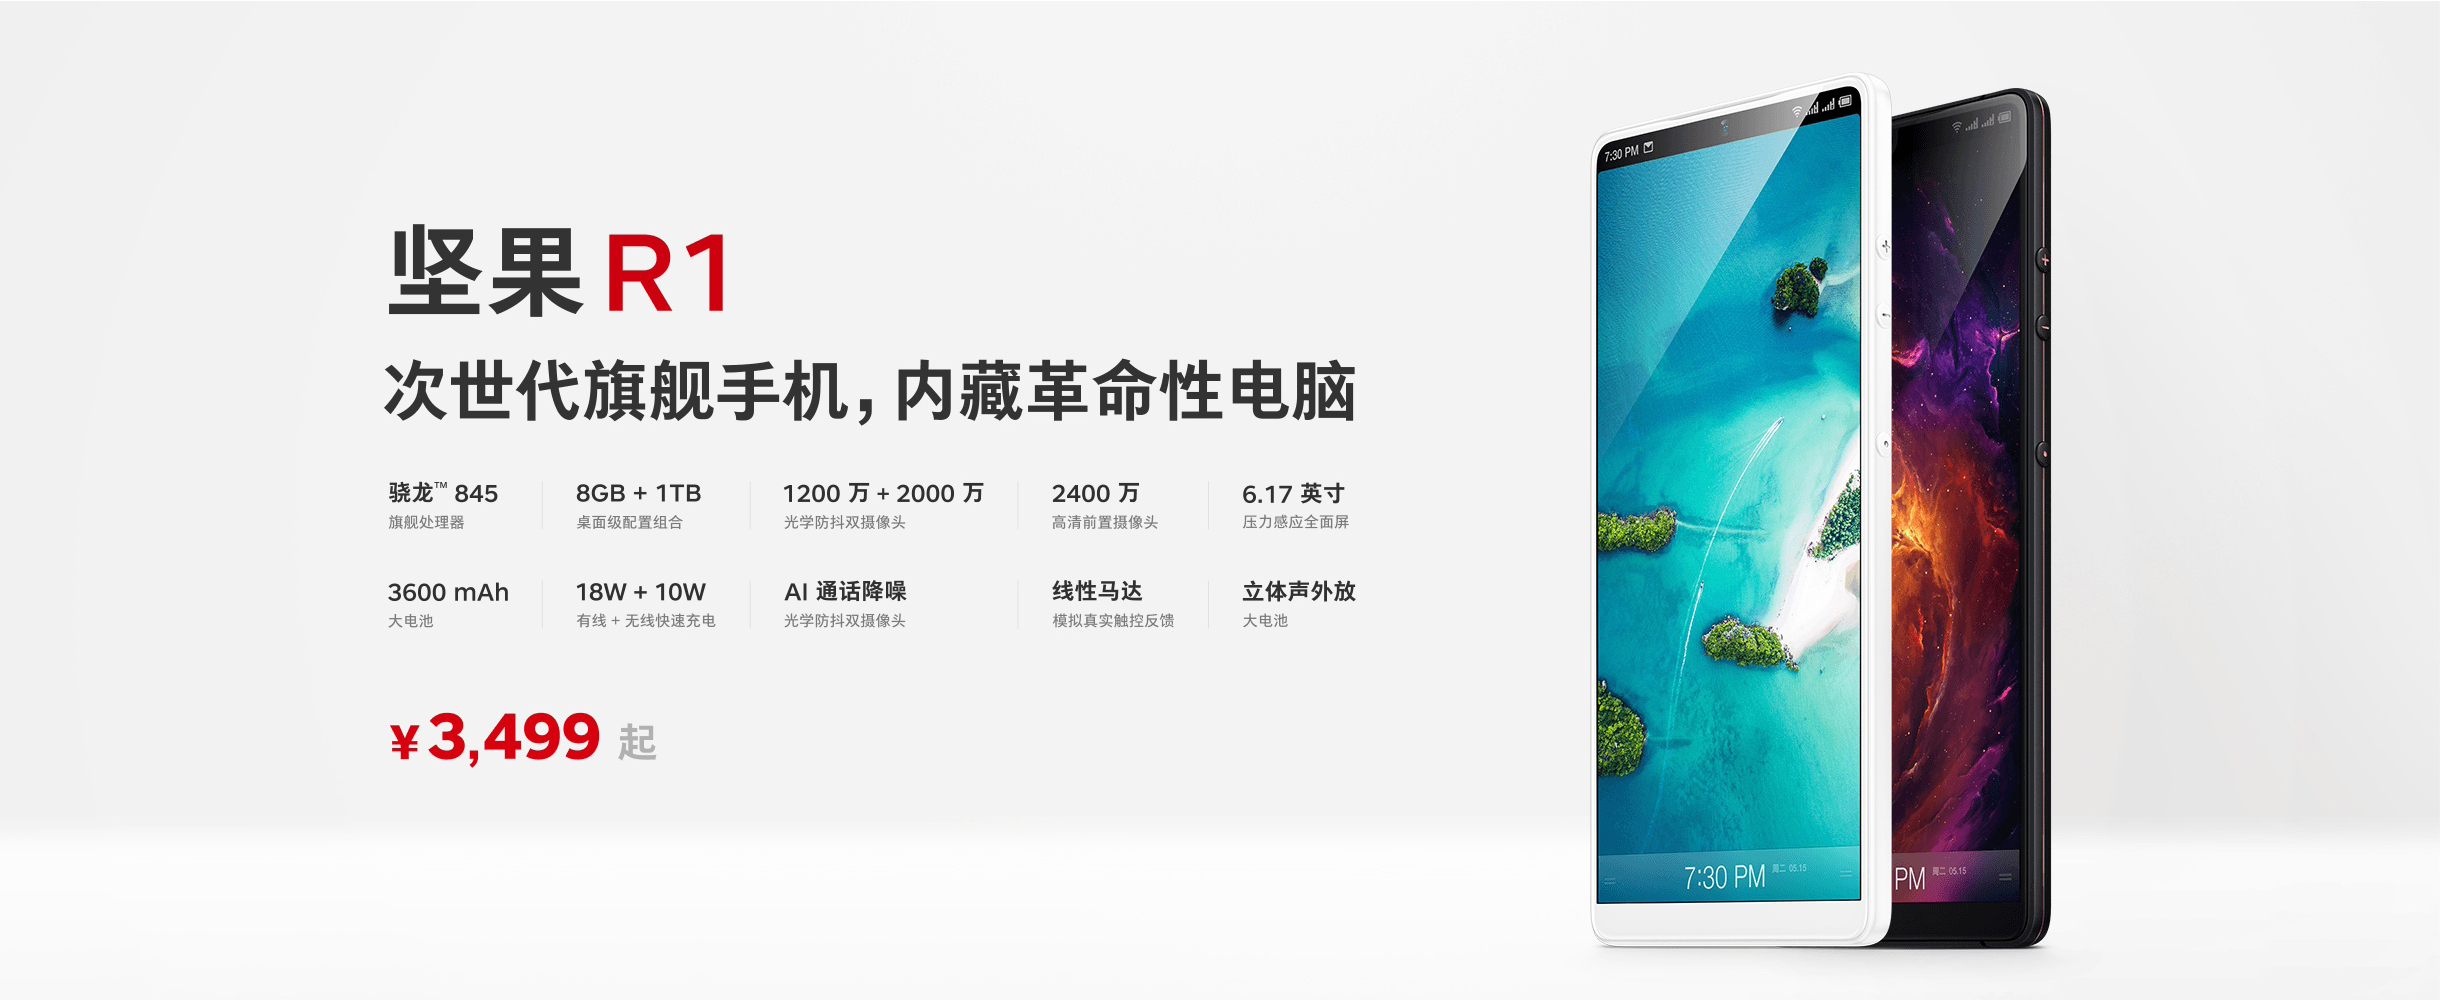 坚果 R1
次世代旗舰手机，内藏革命性电脑
骁龙™ 845
旗舰处理器
8GB + 1TB
桌面级配置组合
1200 万 + 2000 万
光学防抖双摄像头
2400 万
高清前置摄像头
6.17 英寸
压力感应全面屏
3600 mAh
大电池
18W + 10W
有线 + 无线快速充电
AI 通话降噪
光学防抖双摄像头
线性马达
模拟真实触控反馈
立体声外放
大电池
¥ 3,499 起
7:30 PM
7:30 PM 周二 05.15
PM 周二 05.15